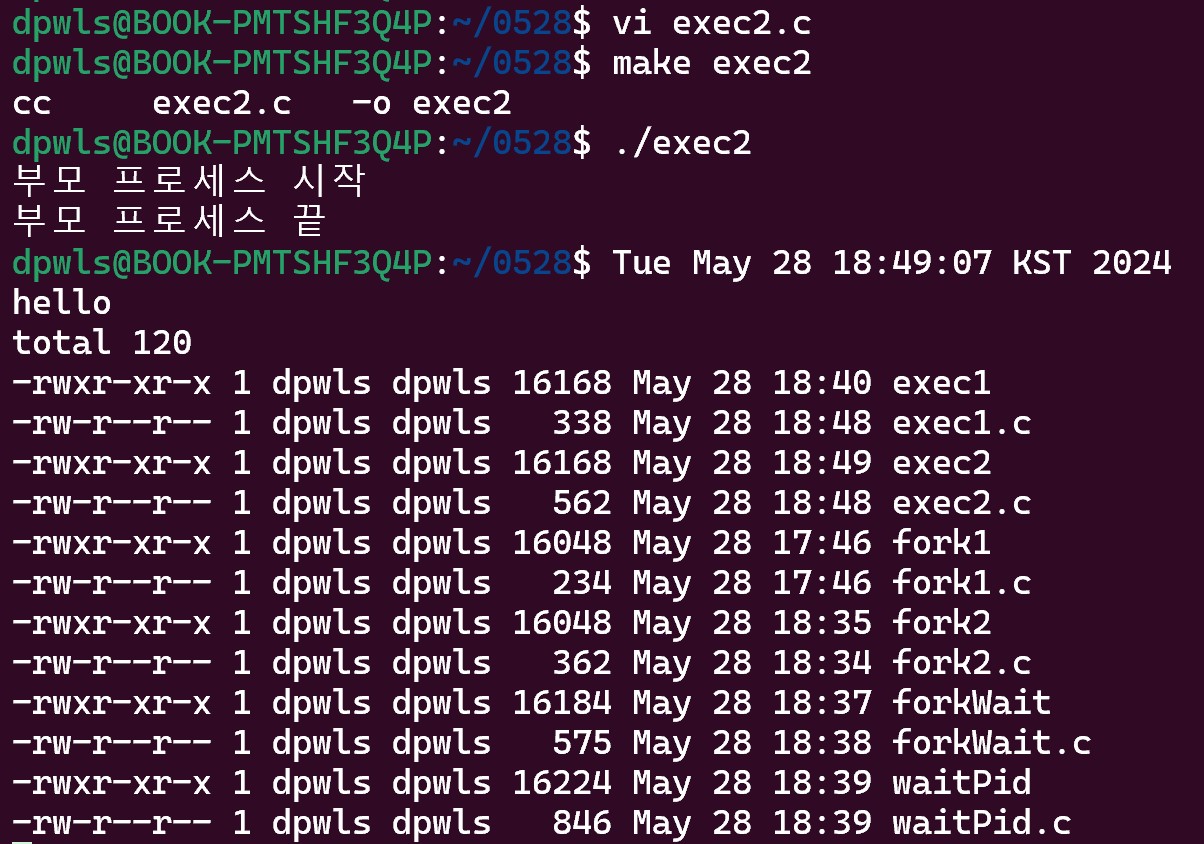 dpwls@BOOK-PMTSHF3Q4P:~/0528$ vi exec2.c
dpwls@BOOK-PMTSHF3Q4P:~/0528$ make exec2
cc     exec2.c   -o exec2
dpwls@BOOK-PMTSHF3Q4P:~/0528$ ./exec2
부모 프로세스 시작
부모 프로세스 끝
dpwls@BOOK-PMTSHF3Q4P:~/0528$ Tue May 28 18:49:07 KST 2024
hello
total 120
-rwxr-xr-x 1 dpwls dpwls 16168 May 28 18:40 exec1
-rw-r--r-- 1 dpwls dpwls   338 May 28 18:48 exec1.c
-rwxr-xr-x 1 dpwls dpwls 16168 May 28 18:49 exec2
-rw-r--r-- 1 dpwls dpwls   562 May 28 18:48 exec2.c
-rwxr-xr-x 1 dpwls dpwls 16048 May 28 17:46 fork1
-rw-r--r-- 1 dpwls dpwls   234 May 28 17:46 fork1.c
-rwxr-xr-x 1 dpwls dpwls 16048 May 28 18:35 fork2
-rw-r--r-- 1 dpwls dpwls   362 May 28 18:34 fork2.c
-rwxr-xr-x 1 dpwls dpwls 16184 May 28 18:37 forkWait
-rw-r--r-- 1 dpwls dpwls   575 May 28 18:38 forkWait.c
-rwxr-xr-x 1 dpwls dpwls 16224 May 28 18:39 waitPid
-rw-r--r-- 1 dpwls dpwls   846 May 28 18:39 waitPid.c